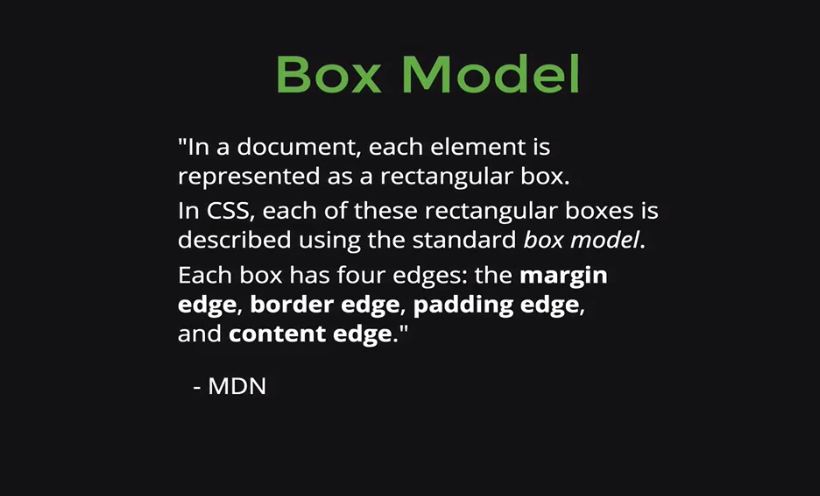 Box Model
"In a document, each element is
represented as a rectangular box.
In CSS, each of these rectangular boxes is
described using the standard box model.
Each box has four edges: the margin
edge, border edge, padding edge,
and content edge."
- MDN